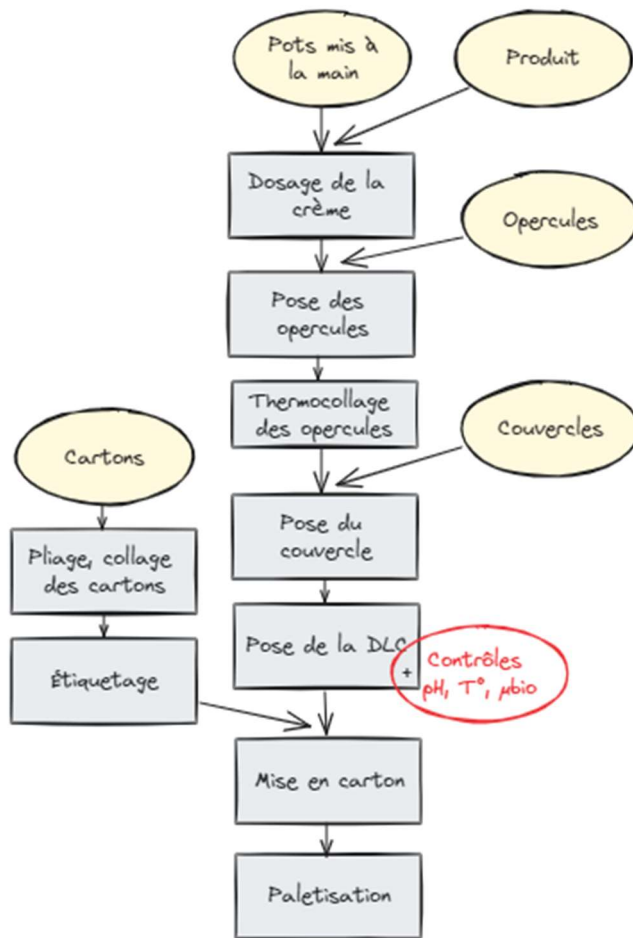 Pots mis à
la main
Produit
Dosage de la
crème
Opercules
Pose des
opercules
Thermocollage
des opercules
Couvercles
Cartons
Pose du
couvercle
Pliage, collage
des cartons
Pose de la DLC
+
Contrôles
pH, T°, µbio
Étiquetage
Mise en carton
Paletisation